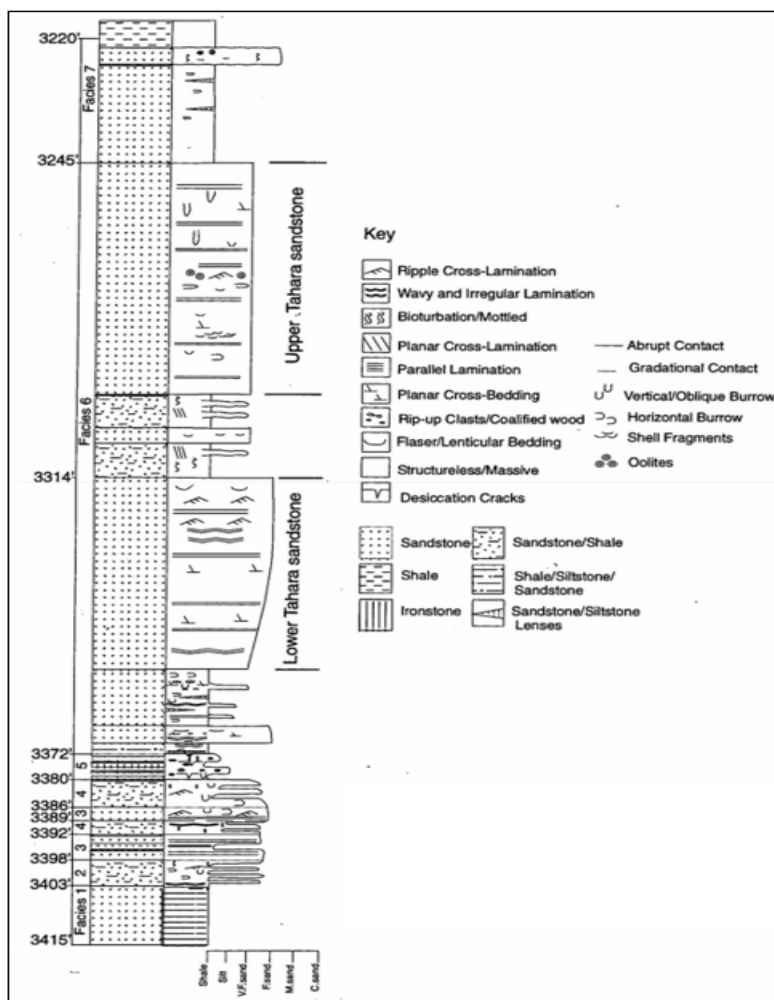 3220'
Facies 7
3245'
Upper Tahara sandstone
Facies 6
3314'
Lower Tahara sandstone
3372'
5
3380'
4
3386'
3
3389'
4
3392'
3
3398'
2
3403'
Facies 1
3415'
Shale
Silt
V.F.sand
F.sand
M.sand
C.sand
Key
Ripple Cross-Lamination
Wavy and Irregular Lamination
Bioturbation/Mottled
Planar Cross-Lamination
Parallel Lamination
Planar Cross-Bedding
Rip-up Clasts/Coalified wood
Flaser/Lenticular Bedding
Structureless/Massive
Desiccation Cracks
Abrupt Contact
Gradational Contact
Vertical/Oblique Burrow
Horizontal Burrow
Shell Fragments
Oolites
Sandstone
Sandstone/Shale
Shale
Shale/Siltstone/
Sandstone
Ironstone
Sandstone/Siltstone
Lenses